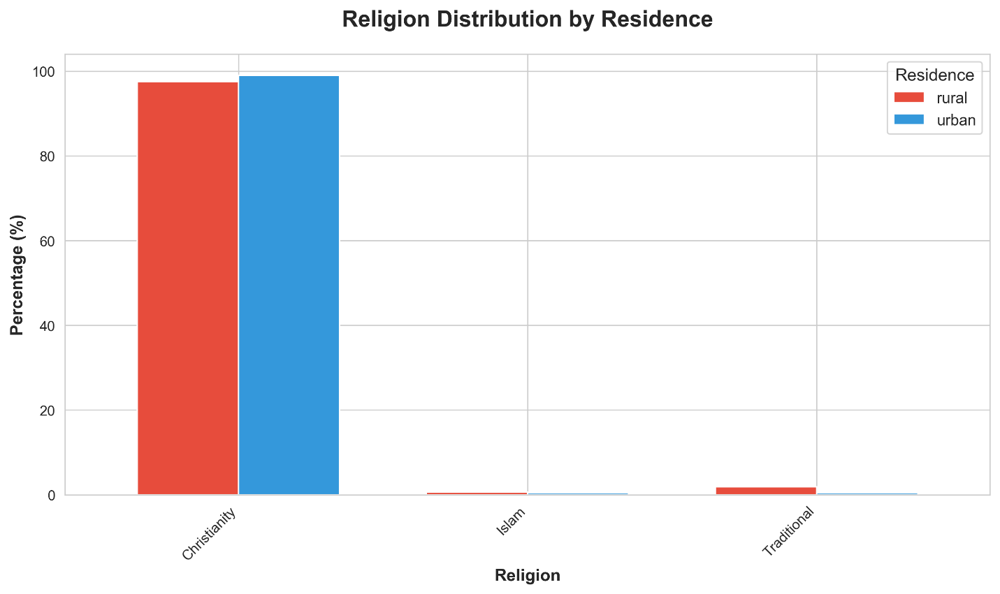 Religion Distribution by Residence
Residence
rural
urban
100
80
60
40
20
0
Percentage (%)
Christianity
Islam
Traditional
Religion